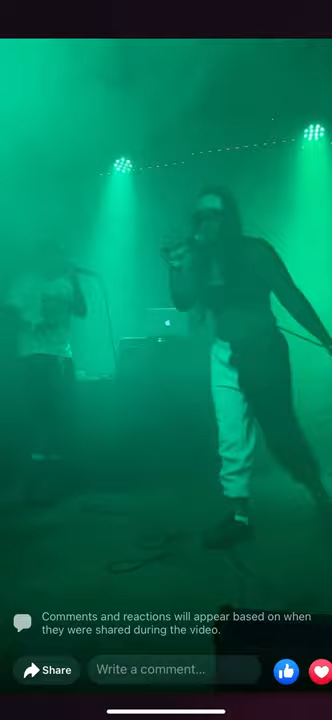 Comments and reactions will appear based on when
they were shared during the video.
Share
Write a comment...